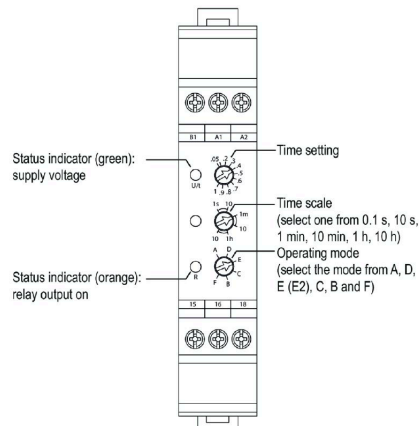 B1 A1 A2
Status indicator (green):
supply voltage
U/t
.05 .2 .3 .4 .5 .6 .7 .8 .9 1
Time setting
1s 10 1m 10 1h 10
Time scale
(select one from 0.1 s, 10 s,
1 min, 10 min, 1 h, 10 h)
Operating mode
(select the mode from A, D,
E (E2), C, B and F)
A D E C B F
Status indicator (orange):
relay output on
R
15 16 18